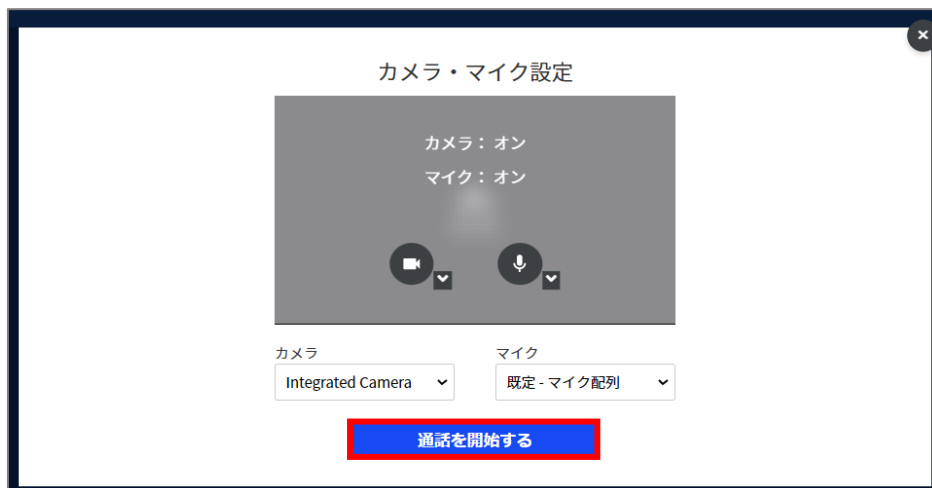 カメラ・マイク設定
カメラ： オン
マイク： オン
カメラ
マイク
Integrated Camera
既定 - マイク配列
通話を開始する